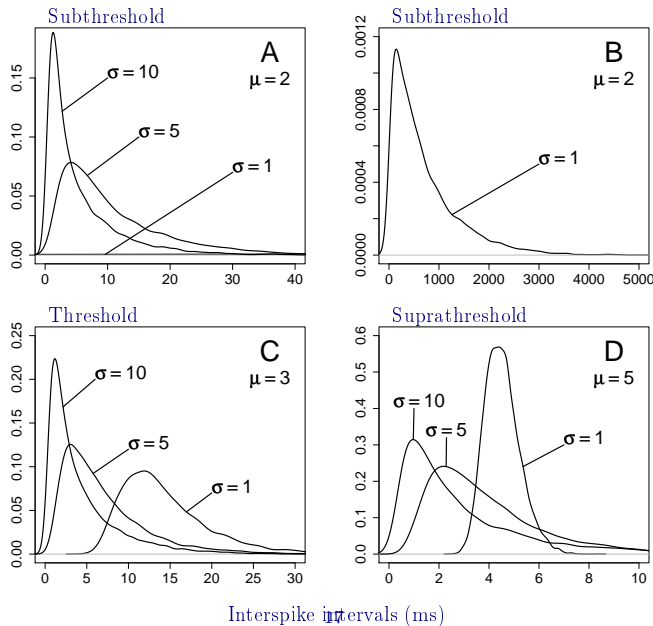 Subthreshold
A
μ = 2
σ = 10
σ = 5
σ = 1
0.00 0.05 0.10 0.15
0 10 20 30 40
Subthreshold
B
μ = 2
σ = 1
0.0000 0.0004 0.0008 0.0012
0 1000 2000 3000 4000 5000
Threshold
C
μ = 3
σ = 10
σ = 5
σ = 1
0.00 0.05 0.10 0.15 0.20 0.25
0 5 10 15 20 25 30
Suprathreshold
D
μ = 5
σ = 10
σ = 5
σ = 1
0.0 0.1 0.2 0.3 0.4 0.5 0.6
0 2 4 6 8 10
Interspike intervals (ms)
17